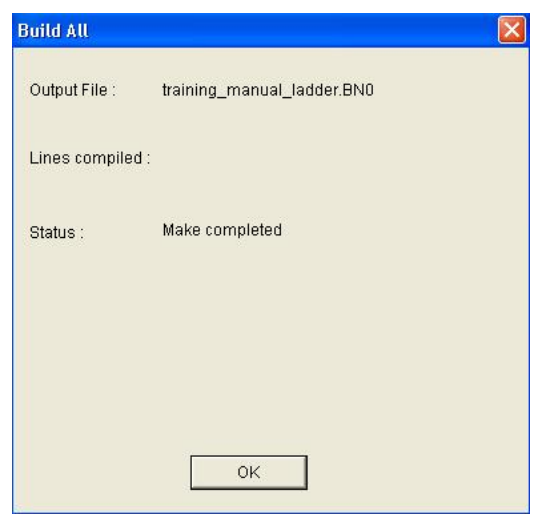 Build All
Output File : training_manual_ladder.BN0
Lines compiled :
Status : Make completed
OK